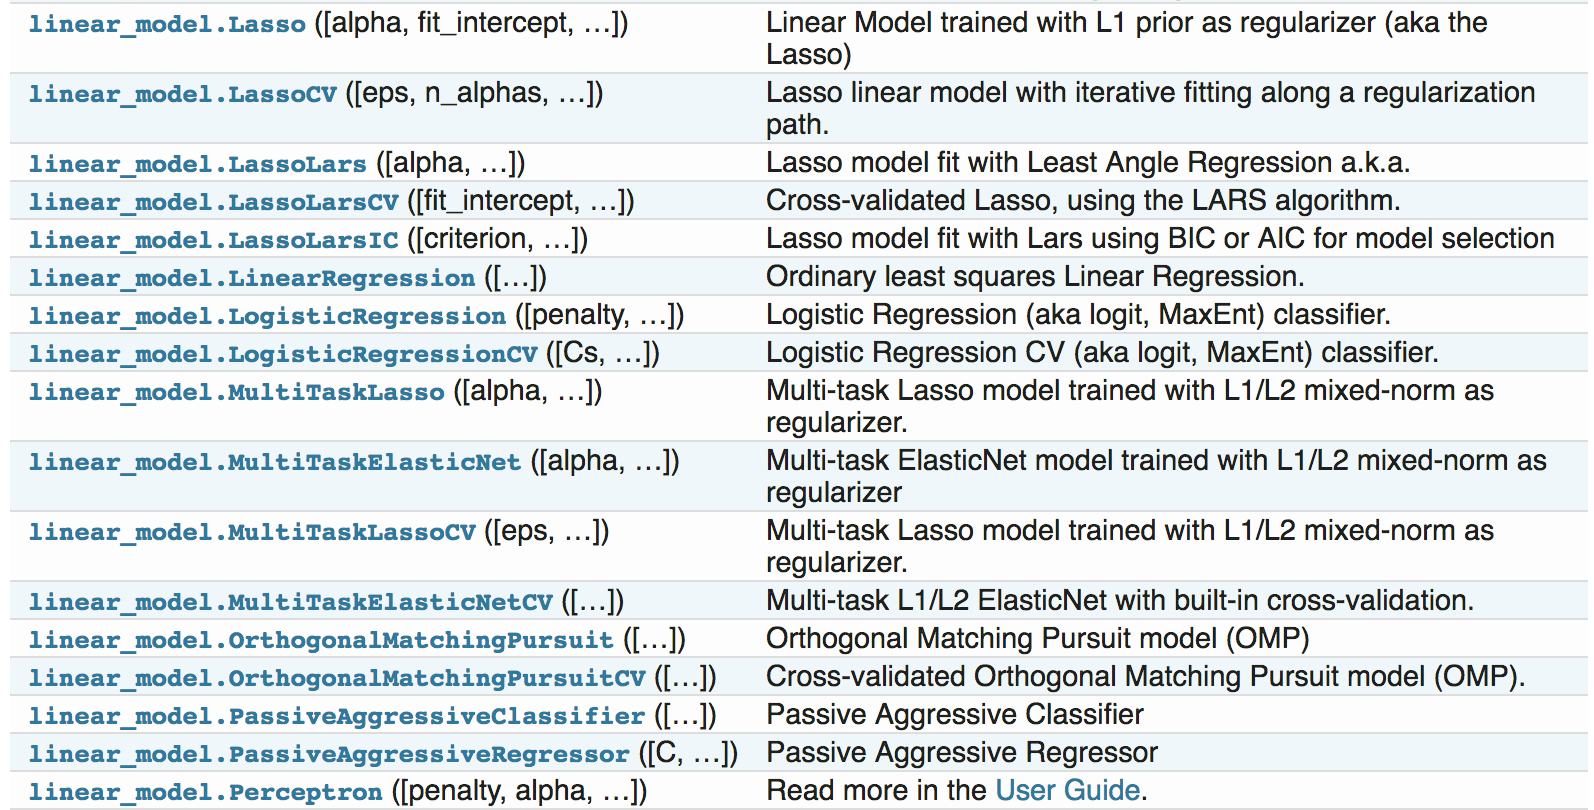 linear_model.Lasso ([alpha, fit_intercept, …]) Linear Model trained with L1 prior as regularizer (aka the
Lasso)
linear_model.LassoCV ([eps, n_alphas, …]) Lasso linear model with iterative fitting along a regularization
path.
linear_model.LassoLars ([alpha, …]) Lasso model fit with Least Angle Regression a.k.a.
linear_model.LassoLarsCV ([fit_intercept, …]) Cross-validated Lasso, using the LARS algorithm.
linear_model.LassoLarsIC ([criterion, …]) Lasso model fit with Lars using BIC or AIC for model selection
linear_model.LinearRegression ([…]) Ordinary least squares Linear Regression.
linear_model.LogisticRegression ([penalty, …]) Logistic Regression (aka logit, MaxEnt) classifier.
linear_model.LogisticRegressionCV ([Cs, …]) Logistic Regression CV (aka logit, MaxEnt) classifier.
linear_model.MultiTaskLasso ([alpha, …]) Multi-task Lasso model trained with L1/L2 mixed-norm as
regularizer.
linear_model.MultiTaskElasticNet ([alpha, …]) Multi-task ElasticNet model trained with L1/L2 mixed-norm as
regularizer
linear_model.MultiTaskLassoCV ([eps, …]) Multi-task Lasso model trained with L1/L2 mixed-norm as
regularizer.
linear_model.MultiTaskElasticNetCV ([…]) Multi-task L1/L2 ElasticNet with built-in cross-validation.
linear_model.OrthogonalMatchingPursuit ([…]) Orthogonal Matching Pursuit model (OMP)
linear_model.OrthogonalMatchingPursuitCV ([…]) Cross-validated Orthogonal Matching Pursuit model (OMP).
linear_model.PassiveAggressiveClassifier ([…]) Passive Aggressive Classifier
linear_model.PassiveAggressiveRegressor ([C, …]) Passive Aggressive Regressor
linear_model.Perceptron ([penalty, alpha, …]) Read more in the User Guide.